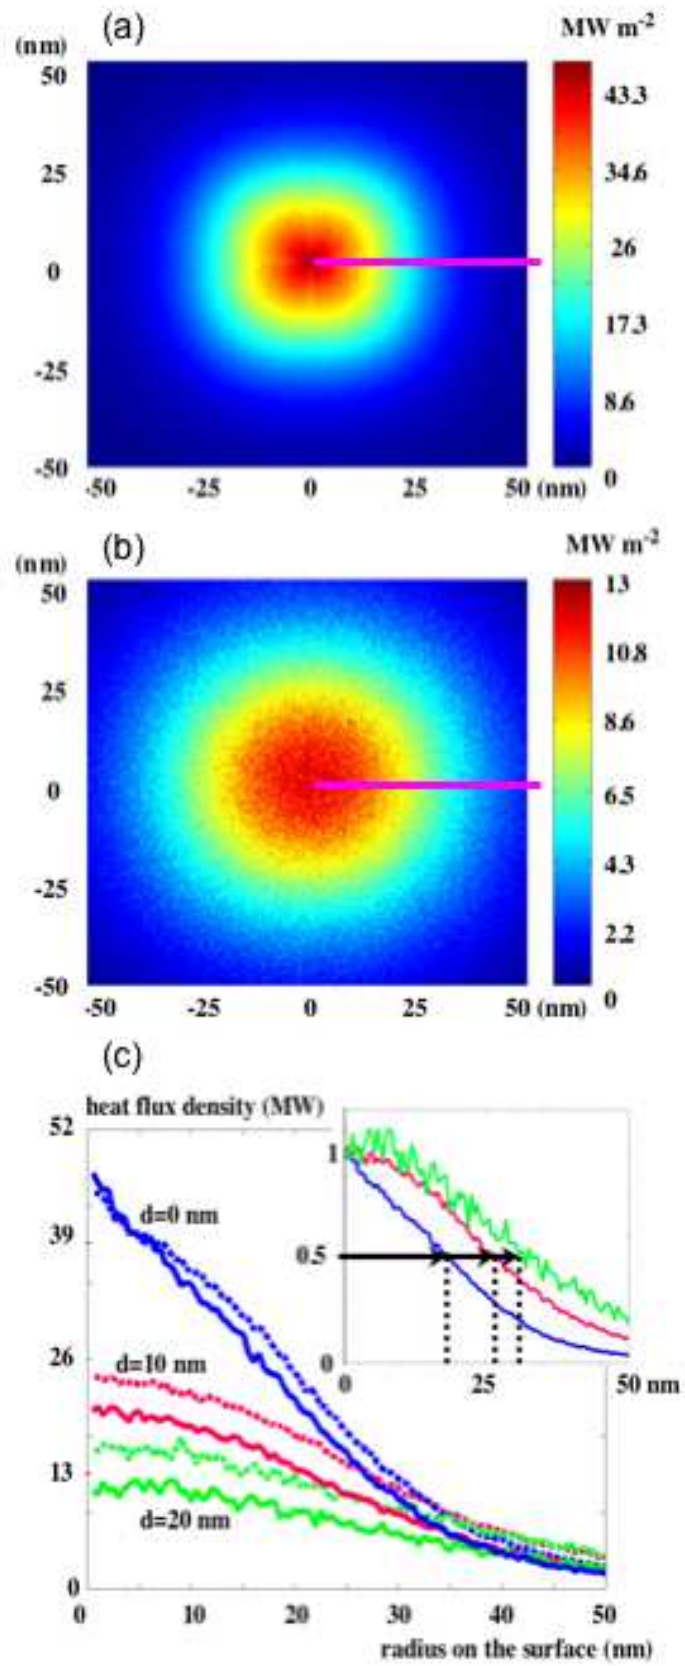 (a)
MW m-2
(nm)
50
25
0
-25
-50
-50 -25 0 25 50 (nm)
43.3
34.6
26
17.3
8.6
0
(b)
MW m-2
(nm)
50
25
0
-25
-50
-50 -25 0 25 50 (nm)
13
10.8
8.6
6.5
4.3
2.2
0
(c)
heat flux density (MW)
52
39
26
13
0
d=0 nm
d=10 nm
d=20 nm
1
0.5
0
0 25 50 nm
0 10 20 30 40 50
radius on the surface (nm)